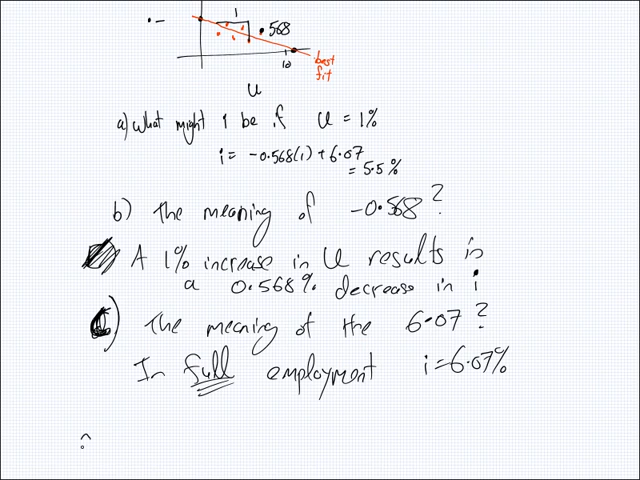 1
.568
10
best
fit
U
a) What might i be if U = 1%
i = -0.568(1) + 6.07
= 5.5%
b) The meaning of -0.568?
A 1% increase in U results in
a 0.568% decrease in i
c) The meaning of the 6.07?
In full employment i=6.07%